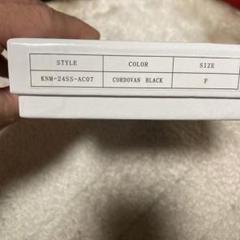 STYLE COLOR SIZE
KNM-24SS-AC07 CORDOVAN BLACK F